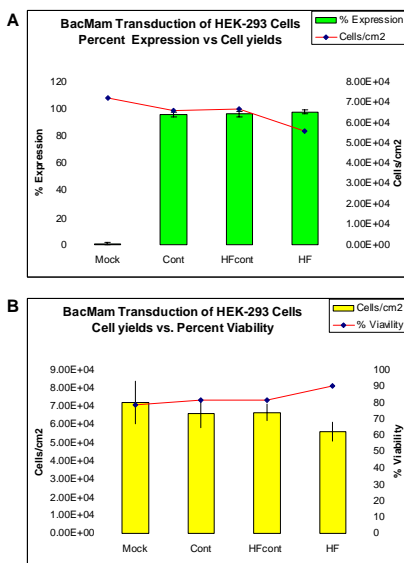 A
BacMam Transduction of HEK-293 Cells
Percent Expression vs Cell yields
% Expression
Cells/cm2
120
100
80
60
40
20
0
% Expression
8.00E+04
7.00E+04
6.00E+04
5.00E+04
4.00E+04
3.00E+04
2.00E+04
1.00E+04
0.00E+00
Cells/cm2
Mock Cont HFcont HF
B
BacMam Transduction of HEK-293 Cells
Cell yields vs. Percent Viability
Cells/cm2
% Viavility
9.00E+04
8.00E+04
7.00E+04
6.00E+04
5.00E+04
4.00E+04
3.00E+04
2.00E+04
1.00E+04
0.00E+00
Cells/cm2
100
90
80
70
60
50
40
30
20
10
0
% Viability
Mock Cont HFcont HF